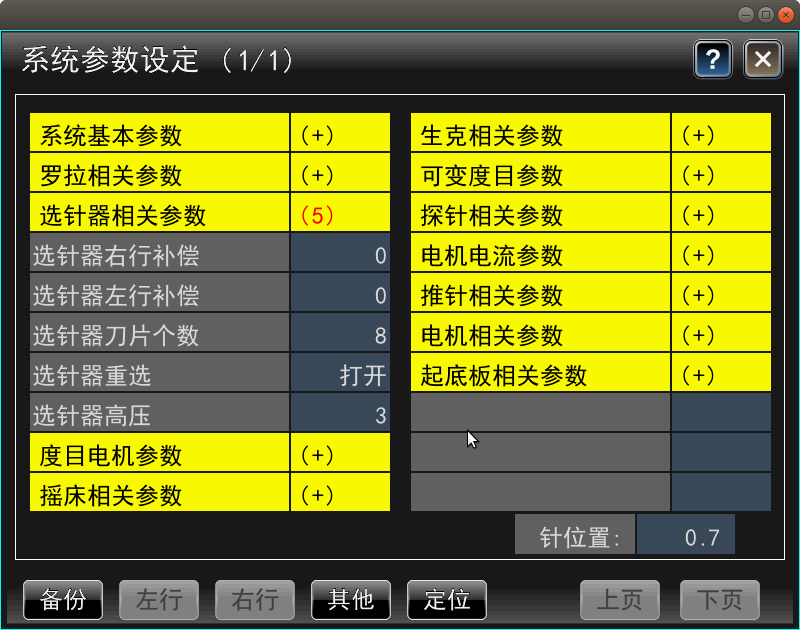 系统参数设定 (1/1)
? ×
系统基本参数 (+)
罗拉相关参数 (+)
选针器相关参数 (5)
选针器右行补偿 0
选针器左行补偿 0
选针器刀片个数 8
选针器重选 打开
选针器高压 3
度目电机参数 (+)
摇床相关参数 (+)
生克相关参数 (+)
可变度目参数 (+)
探针相关参数 (+)
电机电流参数 (+)
推针相关参数 (+)
电机相关参数 (+)
起底板相关参数 (+)
针位置: 0.7
备份 左行 右行 其他 定位 上页 下页